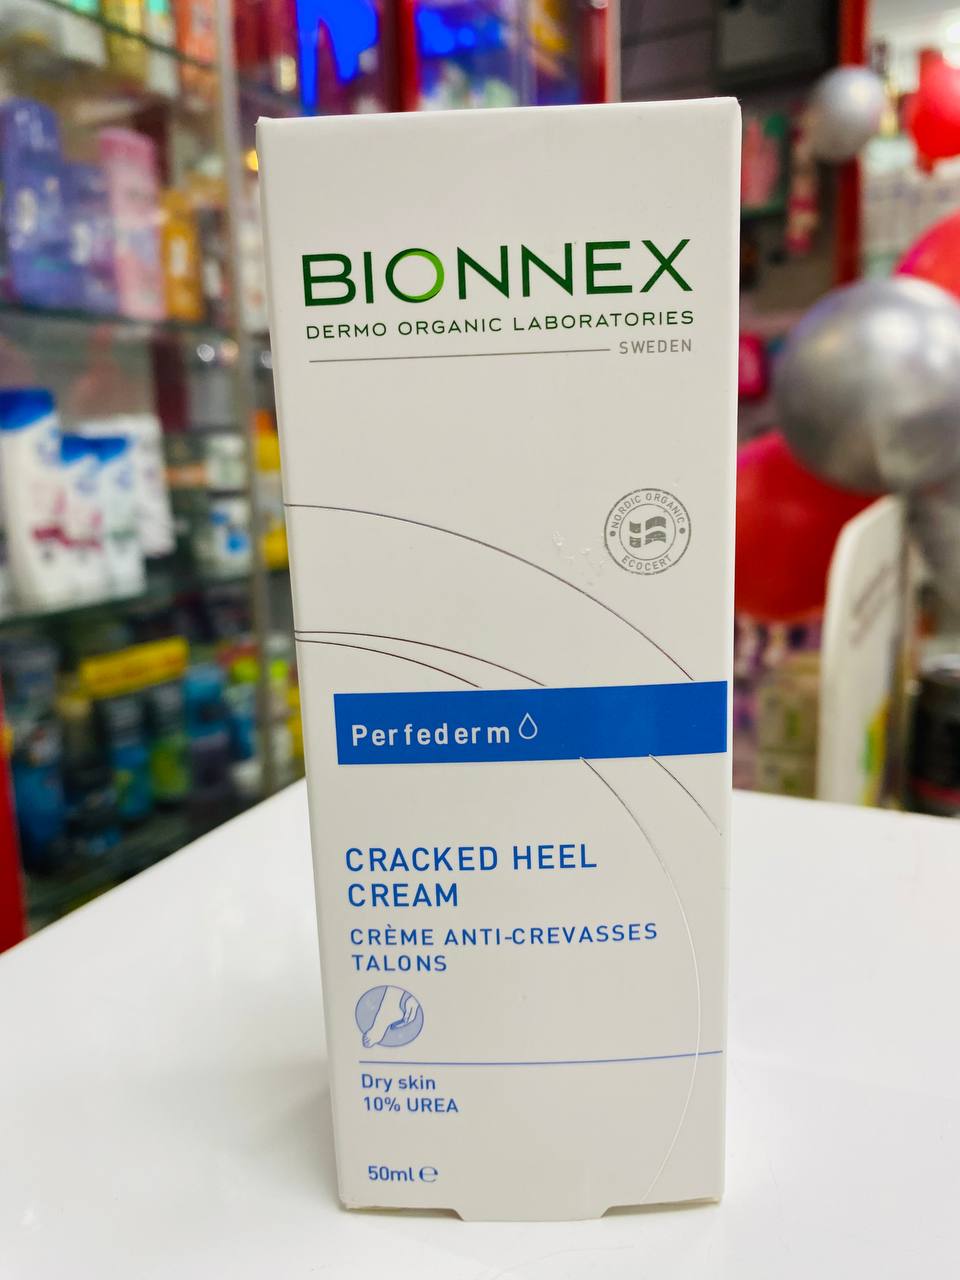 BIONNEX
DERMO ORGANIC LABORATORIES
SWEDEN
NORDIC ORGANIC
ECOCERT
Perfederm
CRACKED HEEL
CREAM
CRÈME ANTI-CREVASSES
TALONS
Dry skin
10% UREA
50ml ℮